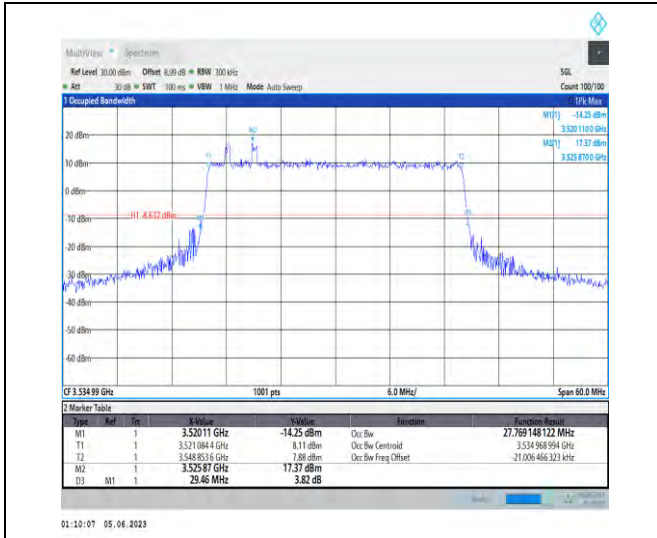 MultiView Spectrum
Ref Level 30.00 dBm Offset 8.99 dB RBW 300 kHz SGL
Att 30 dB SWT 100 ms VBW 1 MHz Mode Auto Sweep Count 100/100
1 Occupied Bandwidth 1Pk Max
M1[1] -14.25 dBm
3.520110 0 GHz
M2[1] 17.37 dBm
3.525 870 0 GHz
20 dBm
M2
T1 T2
10 dBm
0 dBm
-10 dBm
H1 -8.632 dBm
-20 dBm
-30 dBm
-40 dBm
-50 dBm
-60 dBm
CF 3.534 99 GHz 1001 pts 6.0 MHz/ Span 60.0 MHz
2 Marker Table
Type Ref Trc X-Value Y-Value Function Function Result
M1 1 3.52011 GHz -14.25 dBm Occ Bw 27.769 148 122 MHz
T1 1 3.521 084 4 GHz 8.11 dBm Occ Bw Centroid 3.534 968 994 GHz
T2 1 3.548 853 6 GHz 7.88 dBm Occ Bw Freq Offset -21.006 466 323 kHz
M2 1 3.525 87 GHz 17.37 dBm
D3 M1 1 29.46 MHz 3.82 dB
01:10:07 05.06.2023